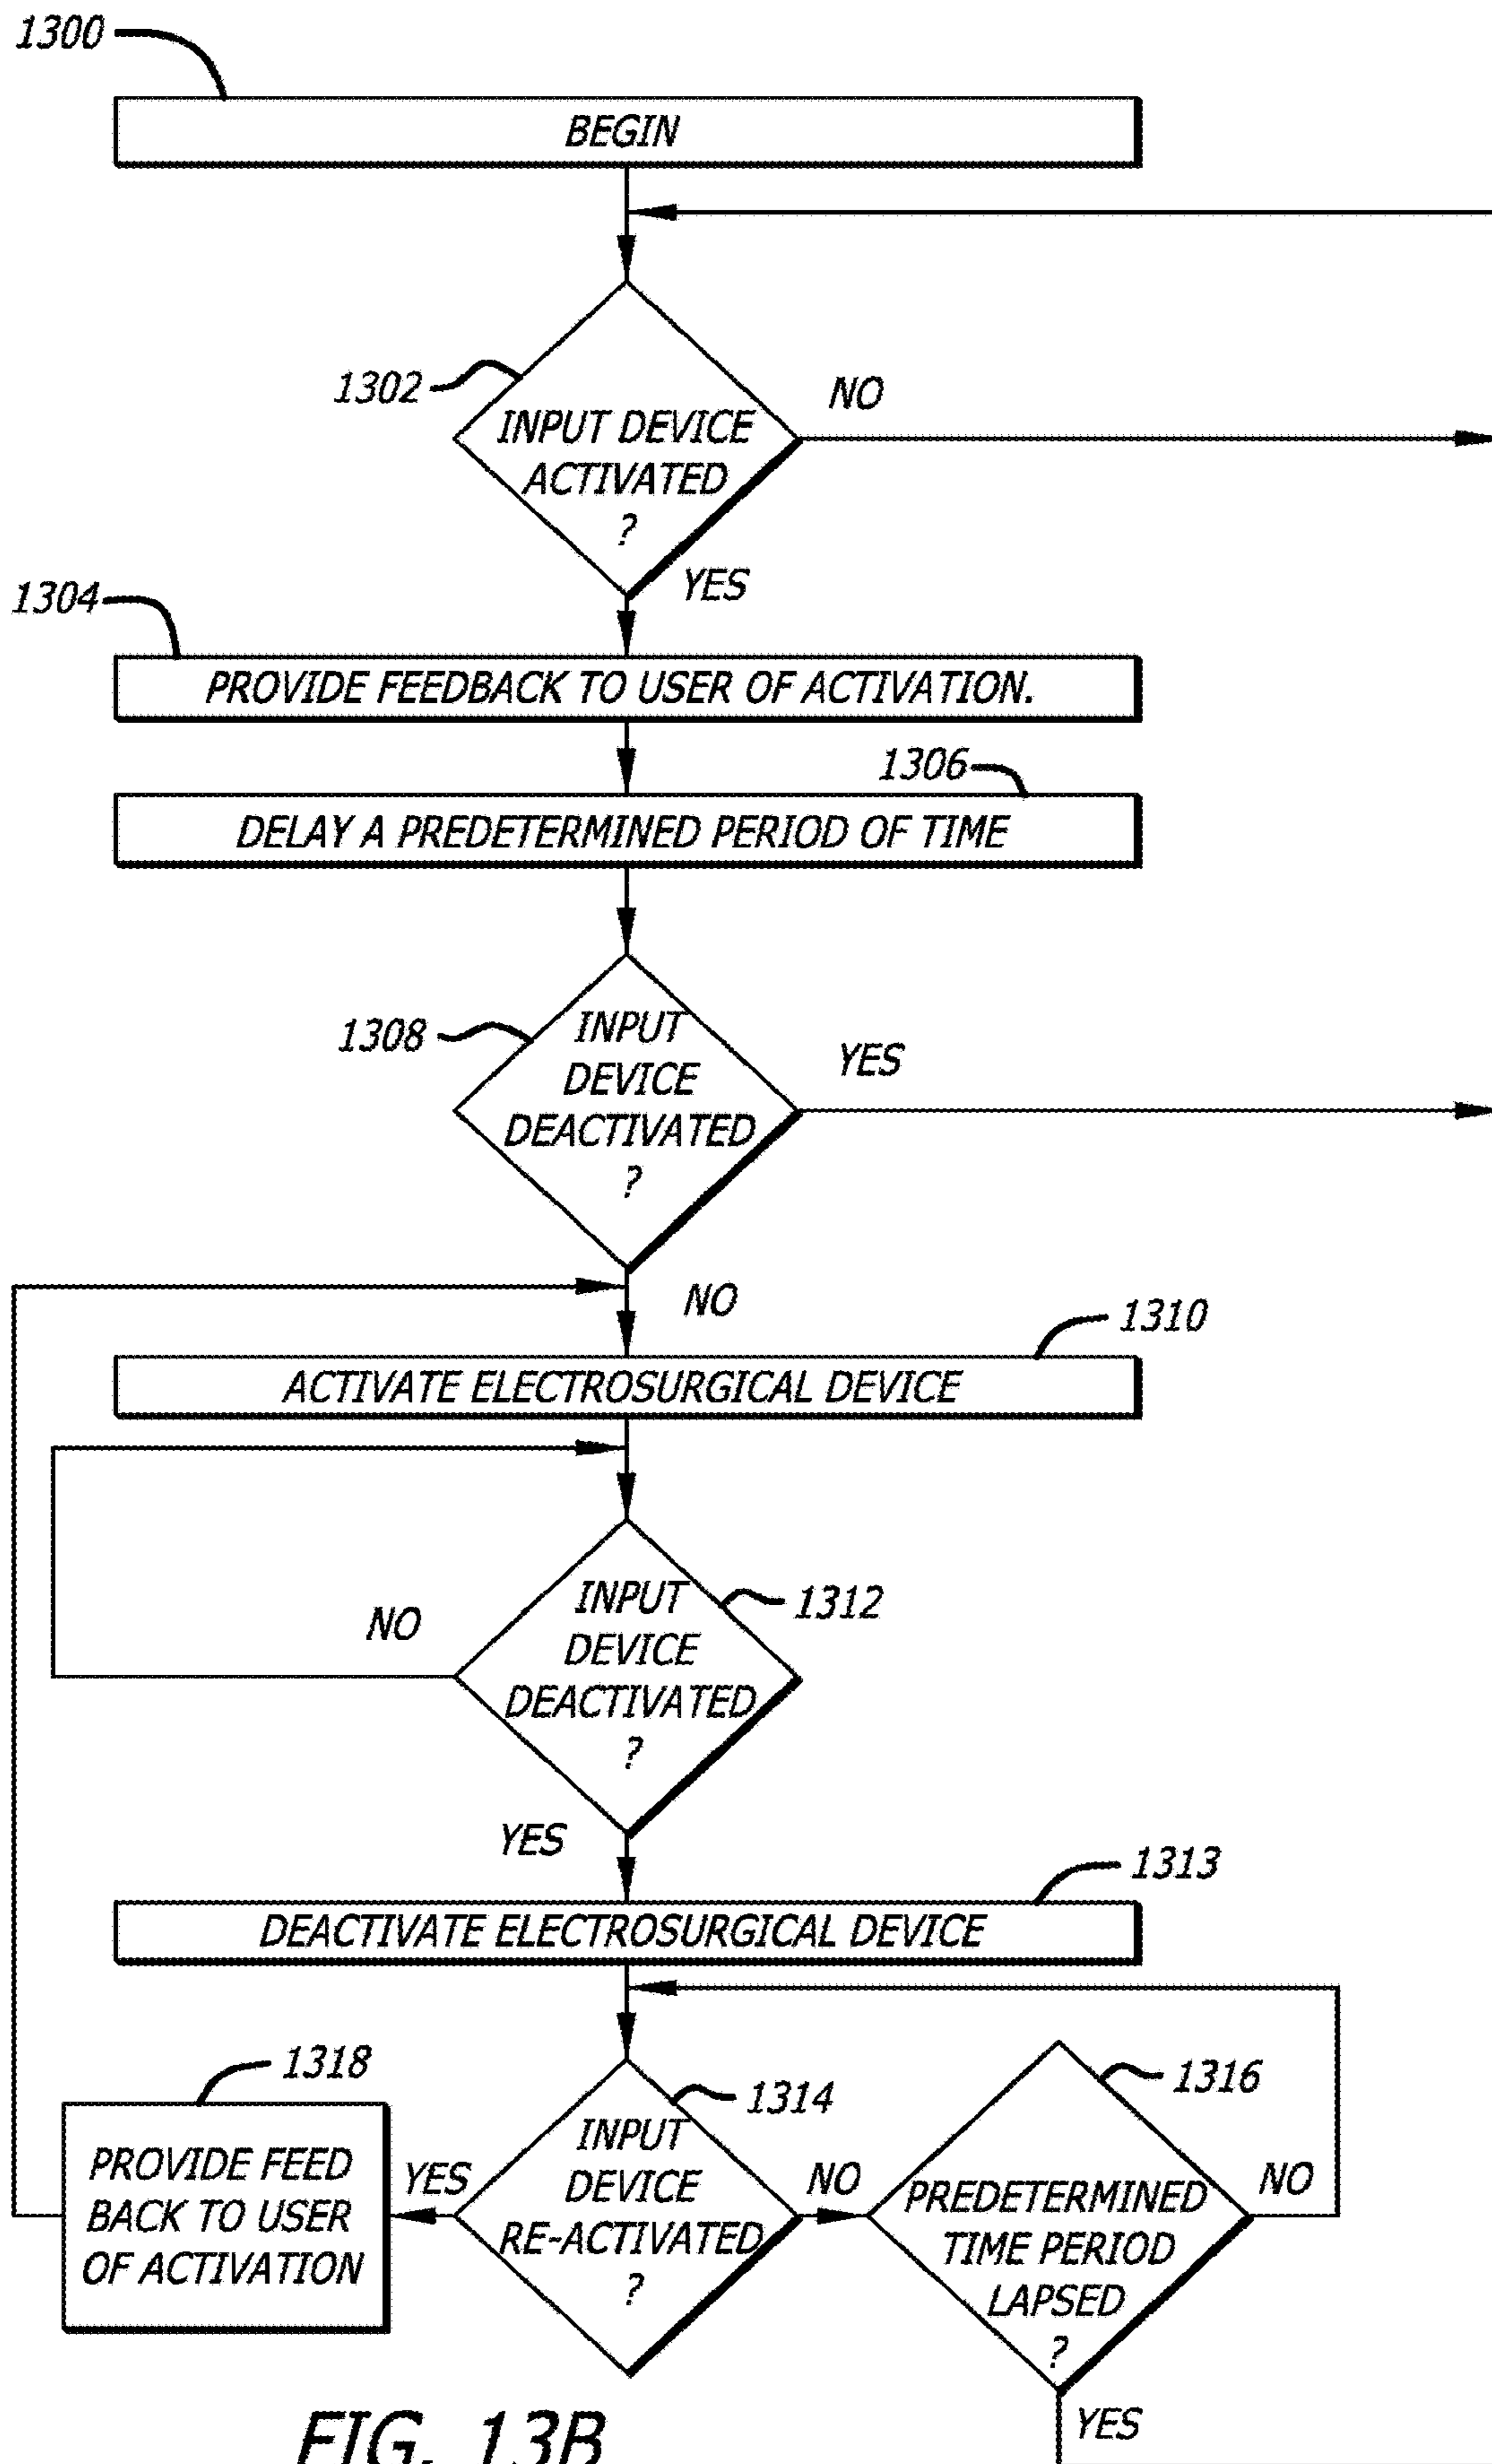 1300
BEGIN
1302
INPUT DEVICE
ACTIVATED
?
NO
YES
1304
PROVIDE FEEDBACK TO USER OF ACTIVATION.
1306
DELAY A PREDETERMINED PERIOD OF TIME
1308
INPUT
DEVICE
DEACTIVATED
?
YES
NO
1310
ACTIVATE ELECTROSURGICAL DEVICE
1312
INPUT
DEVICE
DEACTIVATED
?
NO
YES
1313
DEACTIVATE ELECTROSURGICAL DEVICE
1318
PROVIDE FEED
BACK TO USER
OF ACTIVATION
YES
1314
INPUT
DEVICE
RE-ACTIVATED
?
NO
1316
PREDETERMINED
TIME PERIOD
LAPSED
?
NO
YES
FIG. 13B